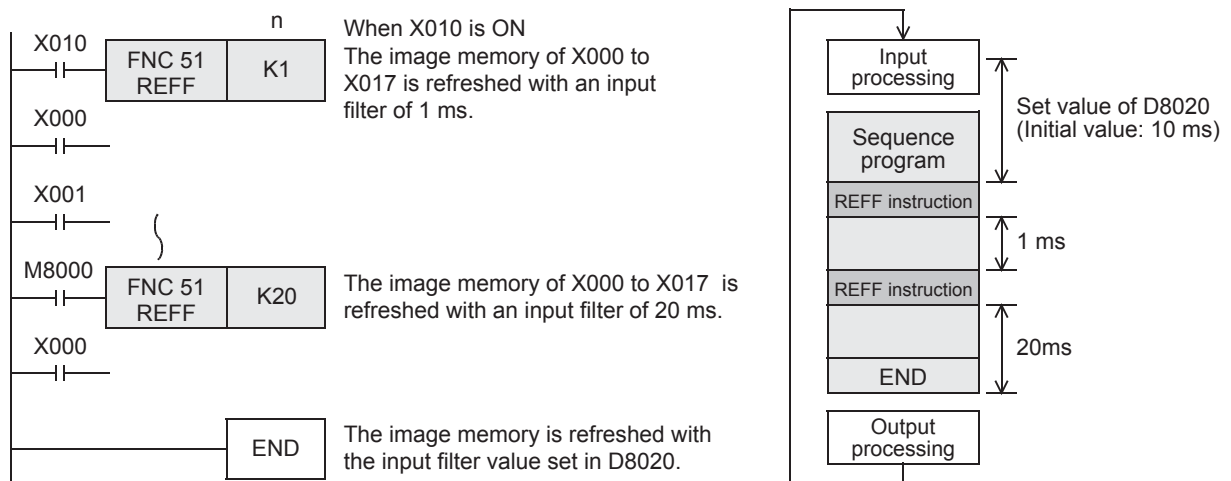 n
X010
FNC 51
REFF
K1
When X010 is ON
The image memory of X000 to
X017 is refreshed with an input
filter of 1 ms.
X000
X001
M8000
FNC 51
REFF
K20
The image memory of X000 to X017 is
refreshed with an input filter of 20 ms.
X000
END
The image memory is refreshed with
the input filter value set in D8020.
Input
processing
Set value of D8020
(Initial value: 10 ms)
Sequence
program
REFF instruction
1 ms
REFF instruction
20ms
END
Output
processing